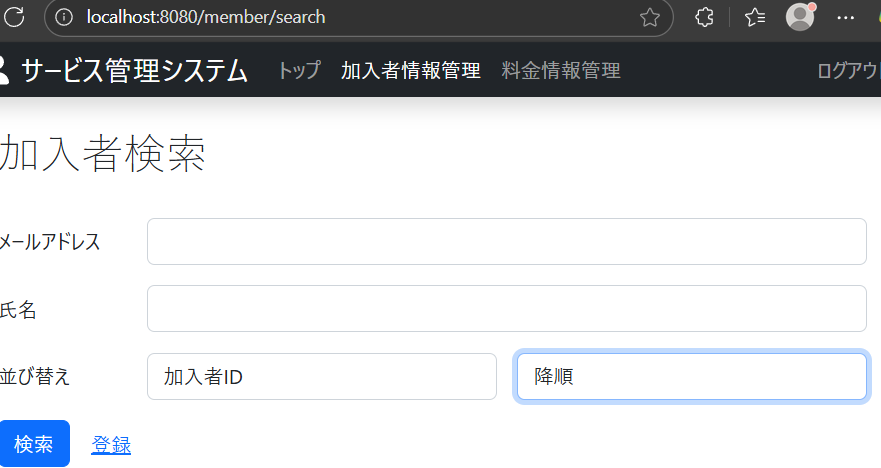 localhost:8080/member/search
サービス管理システム トップ 加入者情報管理 料金情報管理 ログアウ
加入者検索
メールアドレス
氏名
並び替え 加入者ID 降順
検索 登録